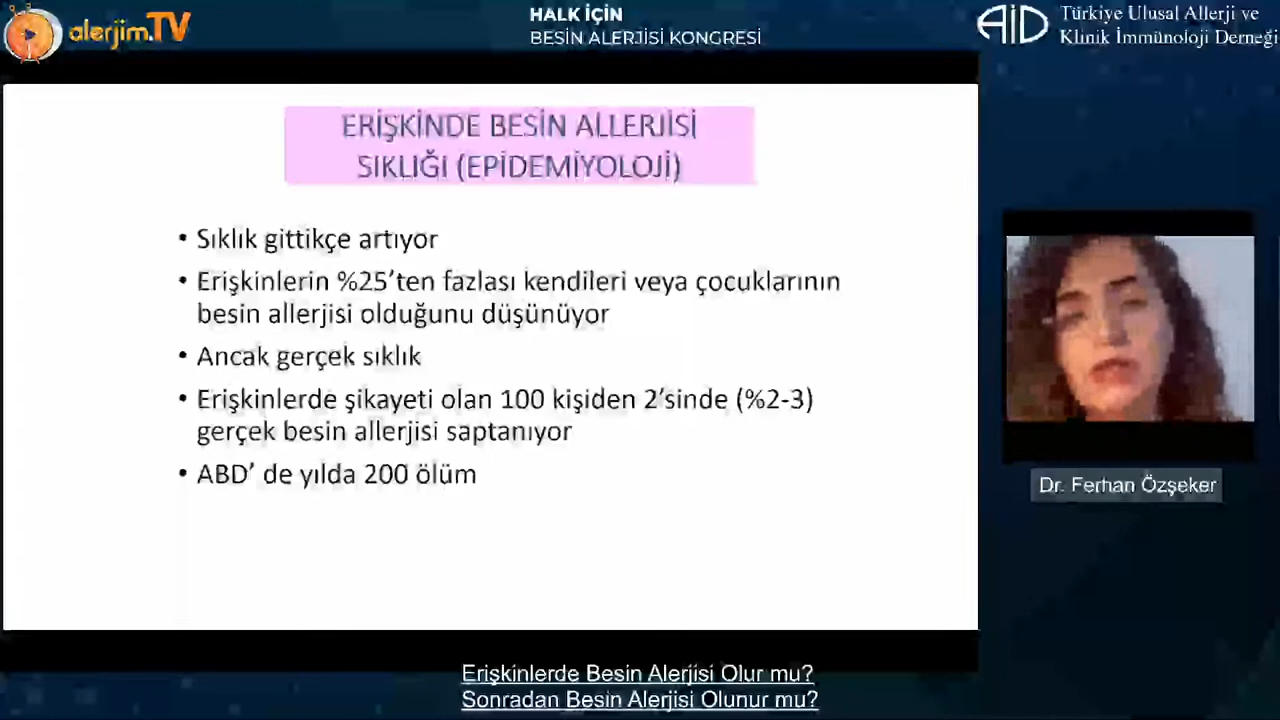 alerjim.TV
HALK İÇİN
BESİN ALERJİSİ KONGRESİ
AİD
Türkiye Ulusal Allerji ve
Klinik İmmünoloji Derneği
ERİŞKİNDE BESİN ALLERJİSİ
SIKLIĞI (EPİDEMİYOLOJİ)
• Sıklık gittikçe artıyor
• Erişkinlerin %25’ten fazlası kendileri veya çocuklarının
besin allerjisi olduğunu düşünüyor
• Ancak gerçek sıklık
• Erişkinlerde şikayeti olan 100 kişiden 2’sinde (%2-3)
gerçek besin allerjisi saptanıyor
• ABD’ de yılda 200 ölüm
Dr. Ferhan Özşeker
Erişkinlerde Besin Alerjisi Olur mu?
Sonradan Besin Alerjisi Olunur mu?